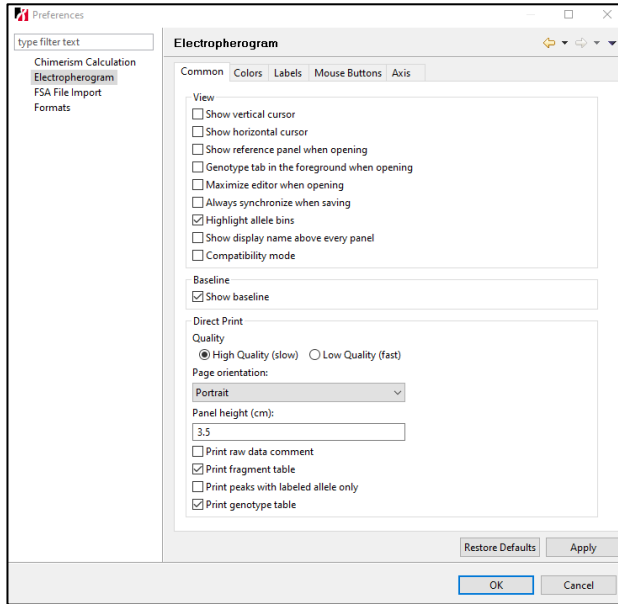 Preferences
type filter text
Chimerism Calculation
Electropherogram
FSA File Import
Formats
Electropherogram
Common Colors Labels Mouse Buttons Axis
View
Show vertical cursor
Show horizontal cursor
Show reference panel when opening
Genotype tab in the foreground when opening
Maximize editor when opening
Always synchronize when saving
Highlight allele bins
Show display name above every panel
Compatibility mode
Baseline
Show baseline
Direct Print
Quality
High Quality (slow) Low Quality (fast)
Page orientation:
Portrait
Panel height (cm):
3.5
Print raw data comment
Print fragment table
Print peaks with labeled allele only
Print genotype table
Restore Defaults Apply
OK Cancel